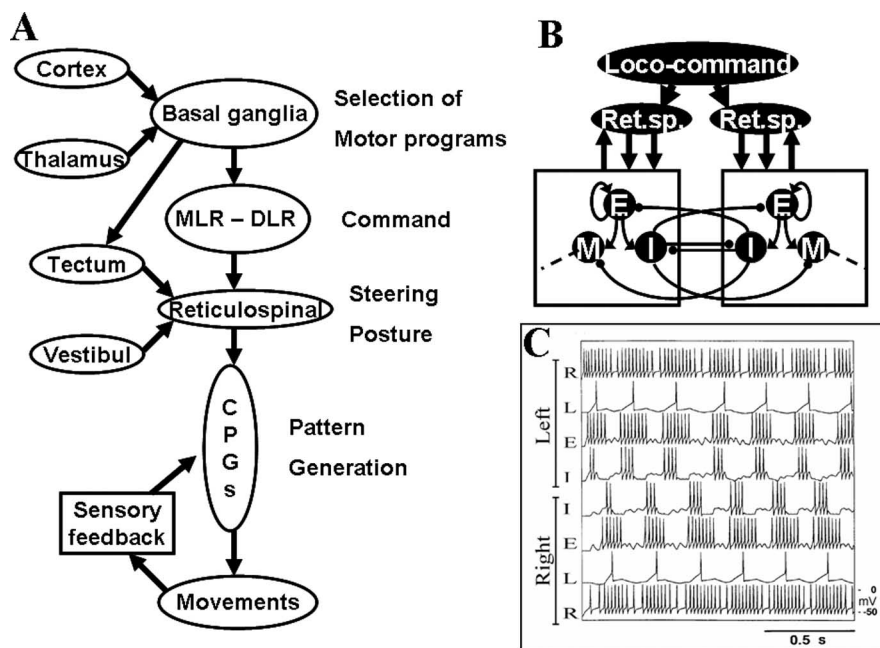 A
Cortex
Basal ganglia
Selection of
Motor programs
Thalamus
MLR – DLR
Command
Tectum
Reticulospinal
Steering
Posture
Vestibul
C
P
G
s
Pattern
Generation
Sensory
feedback
Movements
B
Loco-command
Ret.sp. Ret.sp.
E E
M I I M
C
Left
R
L
E
I
Right
I
E
L
R
0
mV
-50
0.5 s